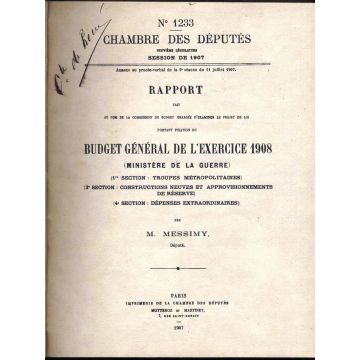 N° 1233
CHAMBRE DES DÉPUTÉS
NEUVIÈME LÉGISLATURE
SESSION DE 1907
Annexe au procès-verbal de la 2e séance du 11 juillet 1907.
RAPPORT
FAIT
AU NOM DE LA COMMISSION DU BUDGET CHARGÉE D'EXAMINER LE PROJET DE LOI
PORTANT FIXATION DU
BUDGET GÉNÉRAL DE L'EXERCICE 1908
(MINISTÈRE DE LA GUERRE)
(1re SECTION : TROUPES MÉTROPOLITAINES)
(3e SECTION : CONSTRUCTIONS NEUVES ET APPROVISIONNEMENTS
DE RÉSERVE)
(4e SECTION : DÉPENSES EXTRAORDINAIRES)
PAR
M. MESSIMY,
Député.
PARIS
IMPRIMERIE DE LA CHAMBRE DES DÉPUTÉS
MOTTEROZ ET MARTINET,
7, RUE SAINT-BENOIT
1907